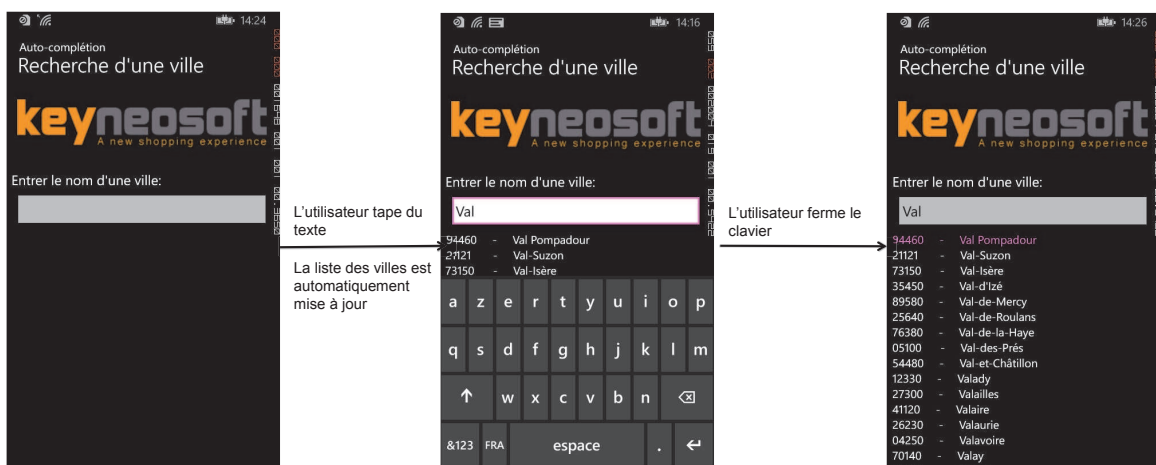 14:24
Auto-complétion
Recherche d'une ville
keyneosoft
A new shopping experience
Entrer le nom d'une ville:
L'utilisateur tape du
texte
La liste des villes est
automatiquement
mise à jour
14:16
Auto-complétion
Recherche d'une ville
keyneosoft
A new shopping experience
Entrer le nom d'une ville:
Val
94460 - Val Pompadour
21121 - Val-Suzon
73150 - Val-Isère
a z e r t y u i o p
q s d f g h j k l m
w x c v b n
&123 FRA espace .
L'utilisateur ferme le
clavier
14:26
Auto-complétion
Recherche d'une ville
keyneosoft
A new shopping experience
Entrer le nom d'une ville:
Val
94460 - Val Pompadour
21121 - Val-Suzon
73150 - Val-Isère
35450 - Val-d'Izé
89580 - Val-de-Mercy
25640 - Val-de-Roulans
76380 - Val-de-la-Haye
05100 - Val-des-Prés
54480 - Val-et-Châtillon
12330 - Valady
27300 - Valailles
41120 - Valaire
26230 - Valaurie
04250 - Valavoire
70140 - Valay